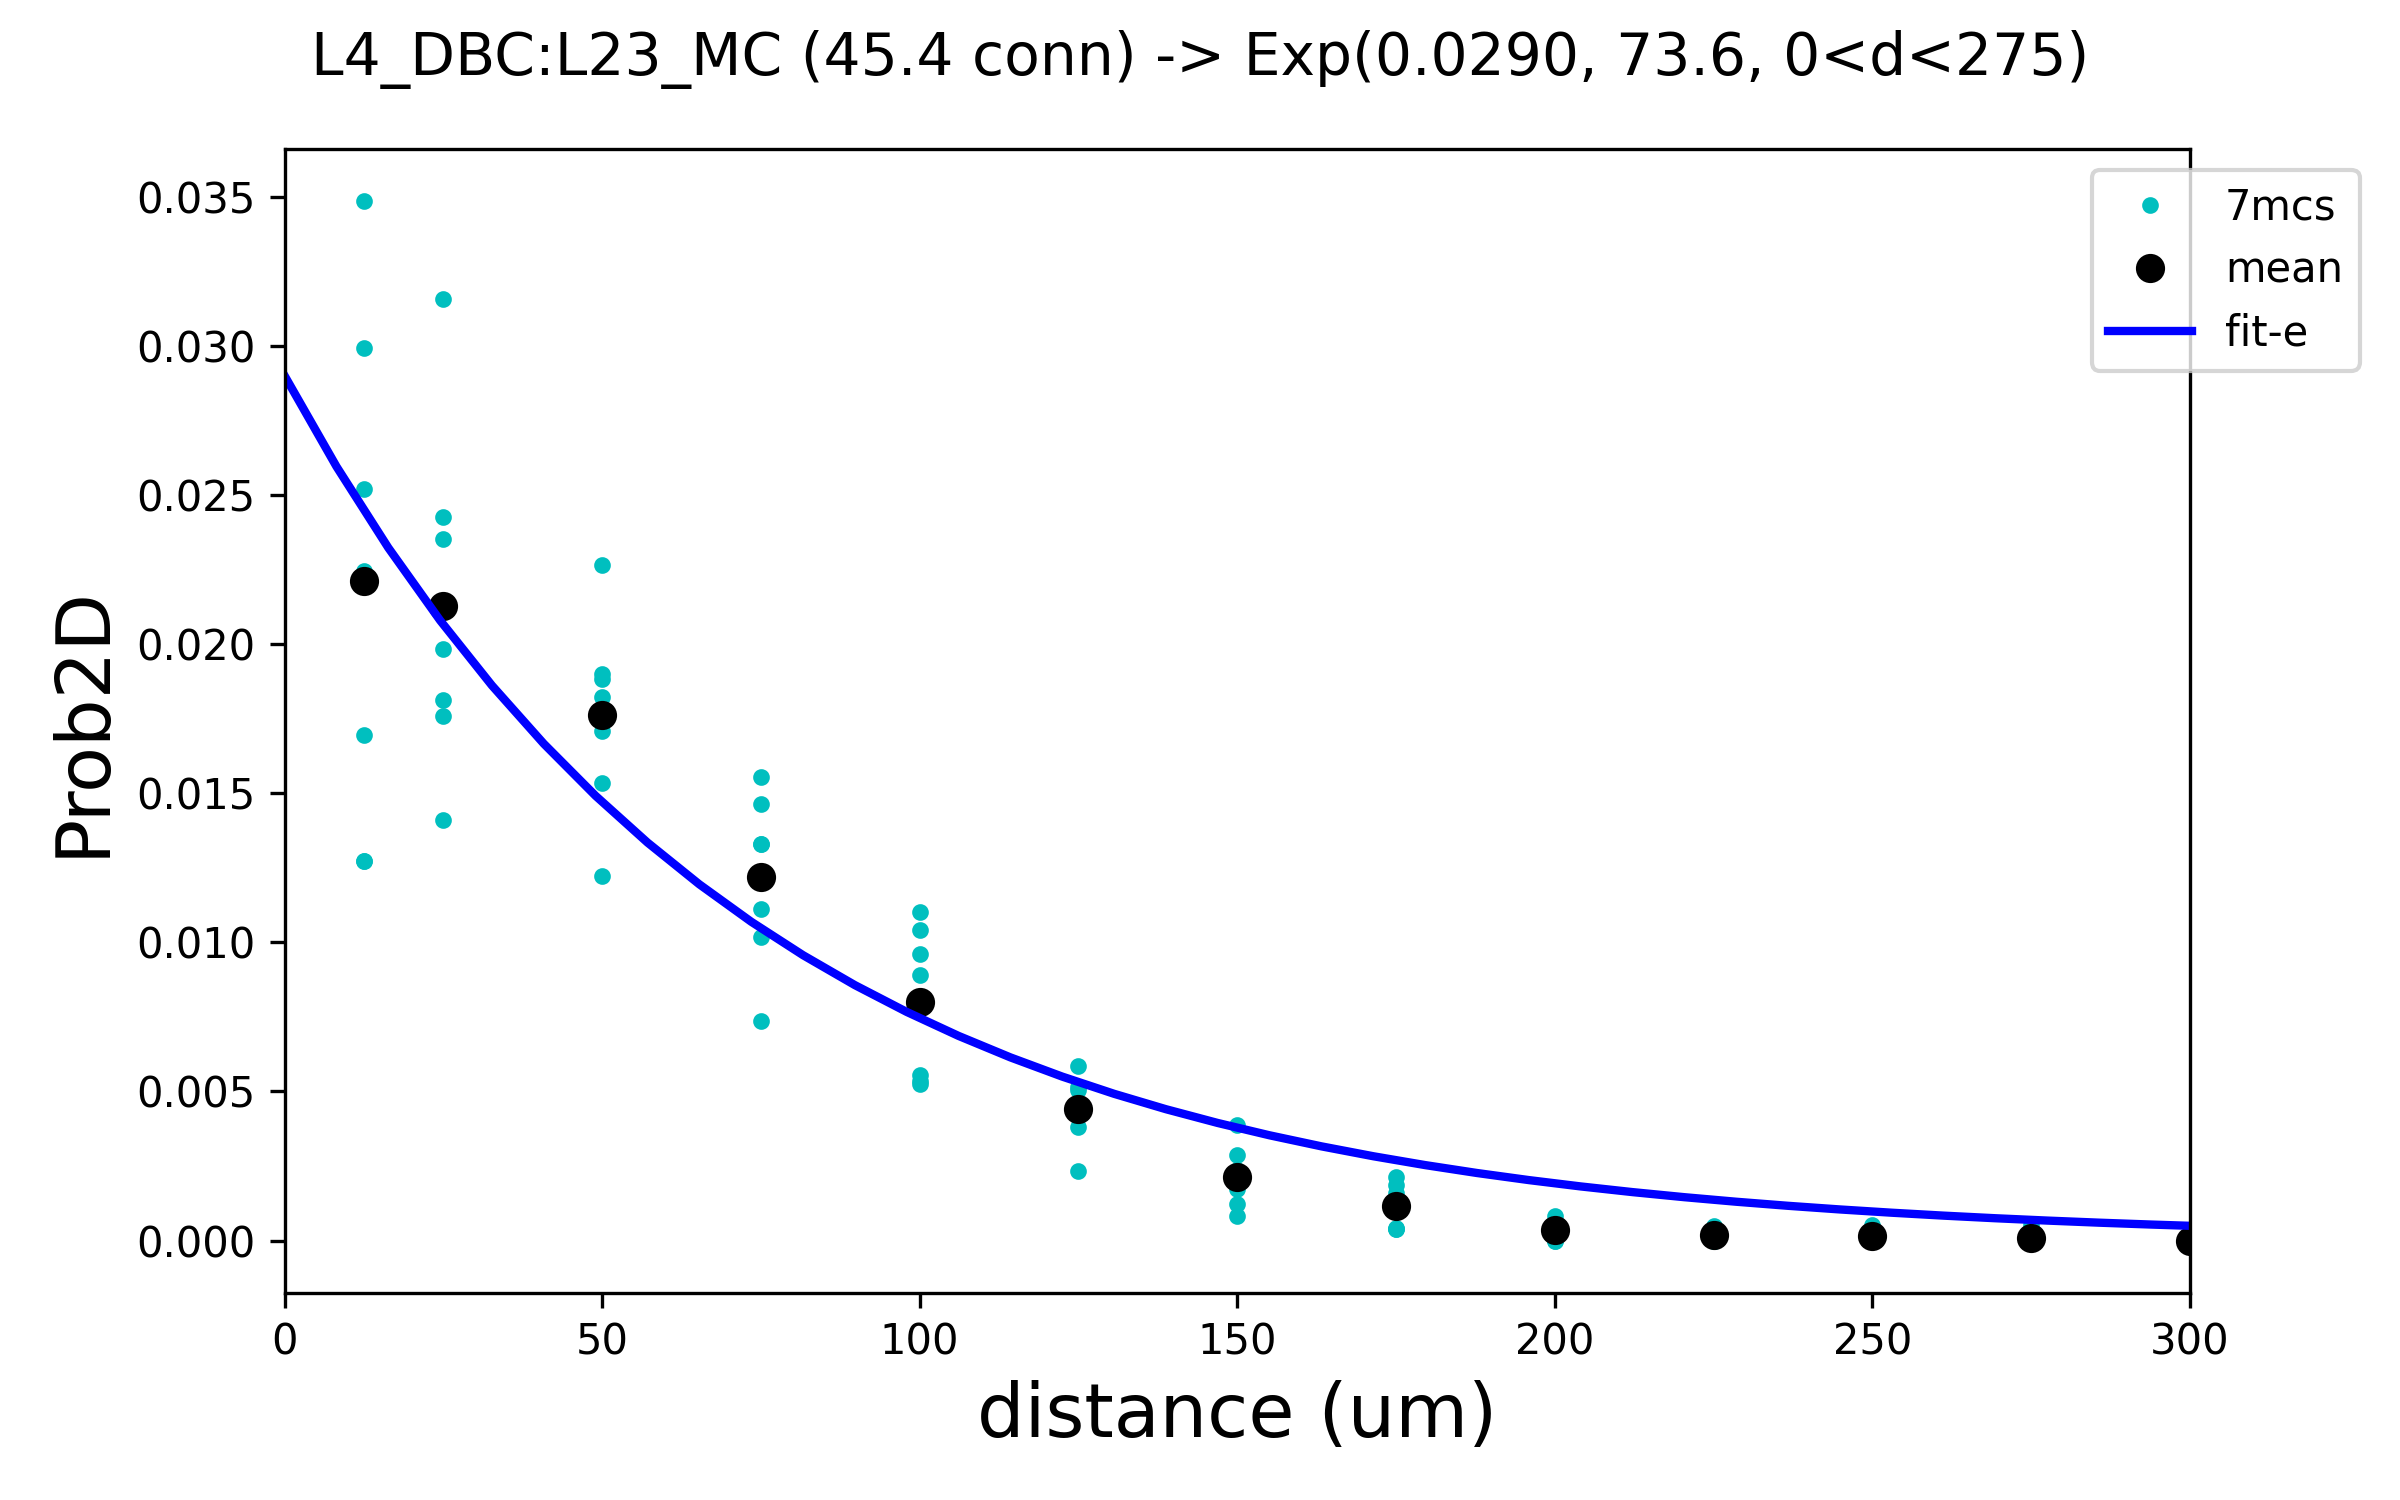 L4_DBC:L23_MC (45.4 conn) -> Exp(0.0290, 73.6, 0<d<275)
7mcs
mean
fit-e
Prob2D
0.035
0.030
0.025
0.020
0.015
0.010
0.005
0.000
0 50 100 150 200 250 300
distance (um)